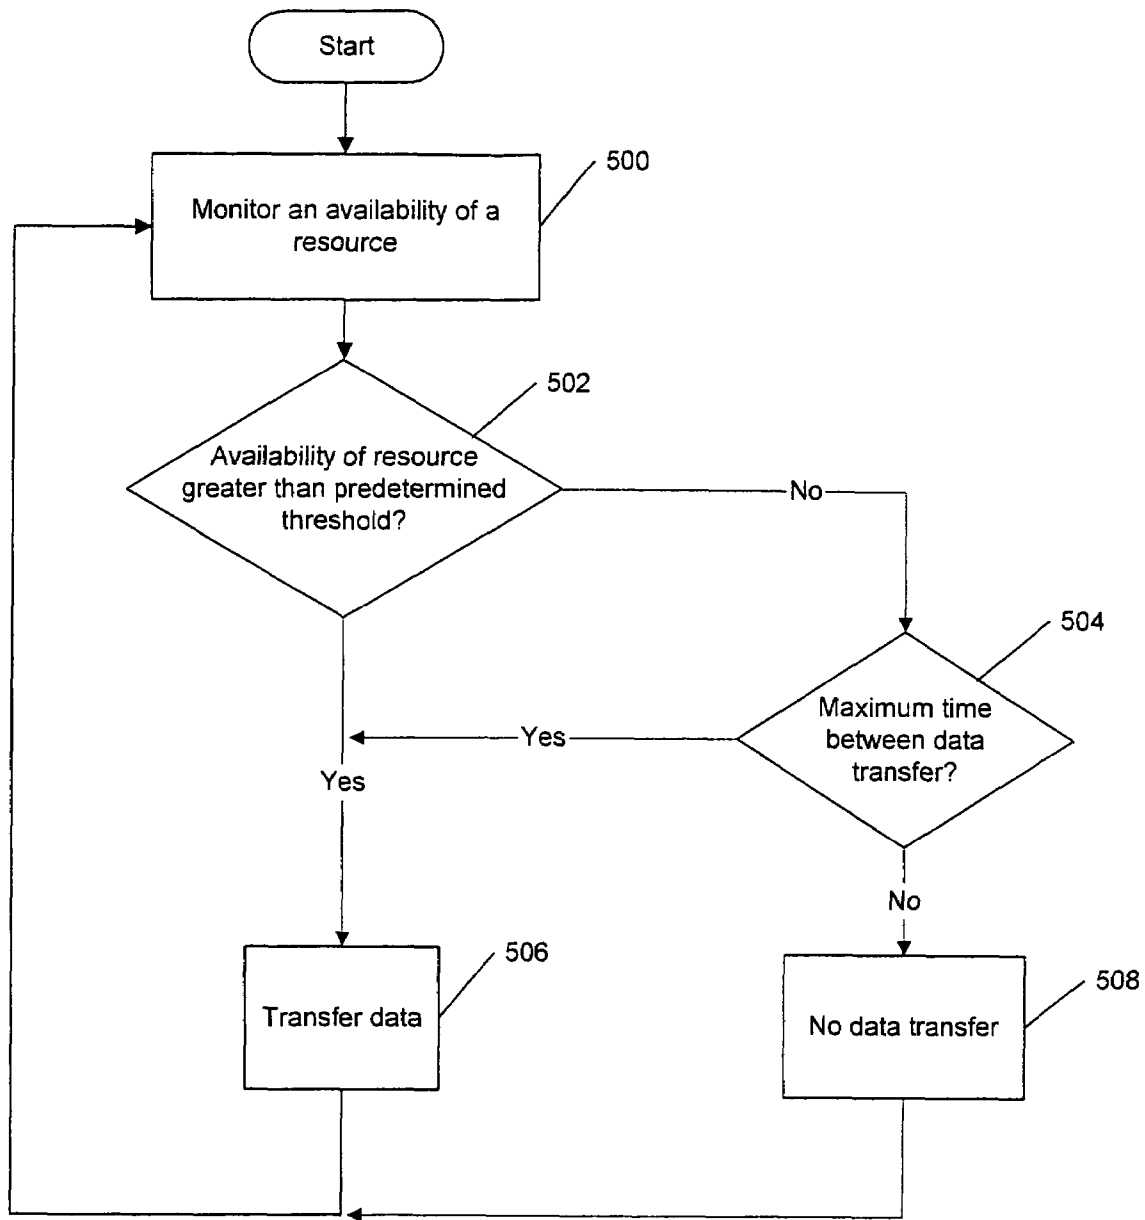 Start
500
Monitor an availability of a
resource
502
Availability of resource
greater than predetermined
threshold?
No
504
Maximum time
between data
transfer?
Yes
Yes
No
506
Transfer data
508
No data transfer